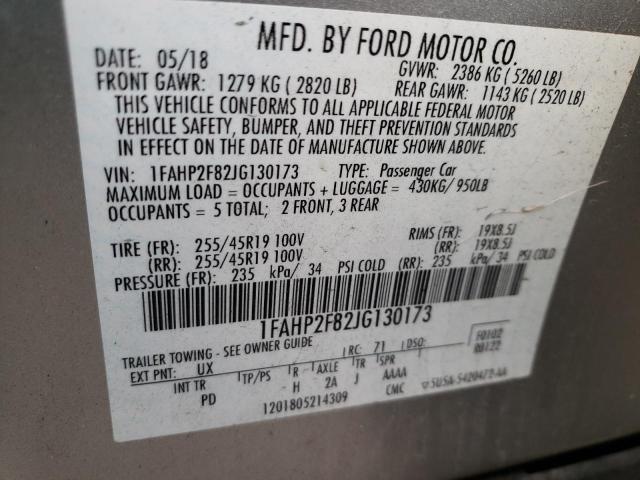 MFD. BY FORD MOTOR CO.
DATE: 05/18 GVWR: 2386 KG ( 5260 LB)
FRONT GAWR: 1279 KG ( 2820 LB) REAR GAWR: 1143 KG ( 2520 LB)
THIS VEHICLE CONFORMS TO ALL APPLICABLE FEDERAL MOTOR
VEHICLE SAFETY, BUMPER, AND THEFT PREVENTION STANDARDS
IN EFFECT ON THE DATE OF MANUFACTURE SHOWN ABOVE.
VIN: 1FAHP2F82JG130173 TYPE: Passenger Car
MAXIMUM LOAD = OCCUPANTS + LUGGAGE = 430KG/ 950LB
OCCUPANTS = 5 TOTAL; 2 FRONT, 3 REAR
TIRE (FR): 255/45R19 100V RIMS (FR): 19X8.5J
(RR): 255/45R19 100V (RR): 19X8.5J
PRESSURE (FR): 235 kPa/ 34 PSI COLD (RR): 235 kPa/ 34 PSI COLD
1FAHP2F82JG130173
TRAILER TOWING - SEE OWNER GUIDE RC: 71 DSO: F0102
EXT PNT: UX TP/PS R AXLE TR SPR 00122
INT TR H 2A J AAAA
PD CMC 5U5A-5420472-AA
1201805214309